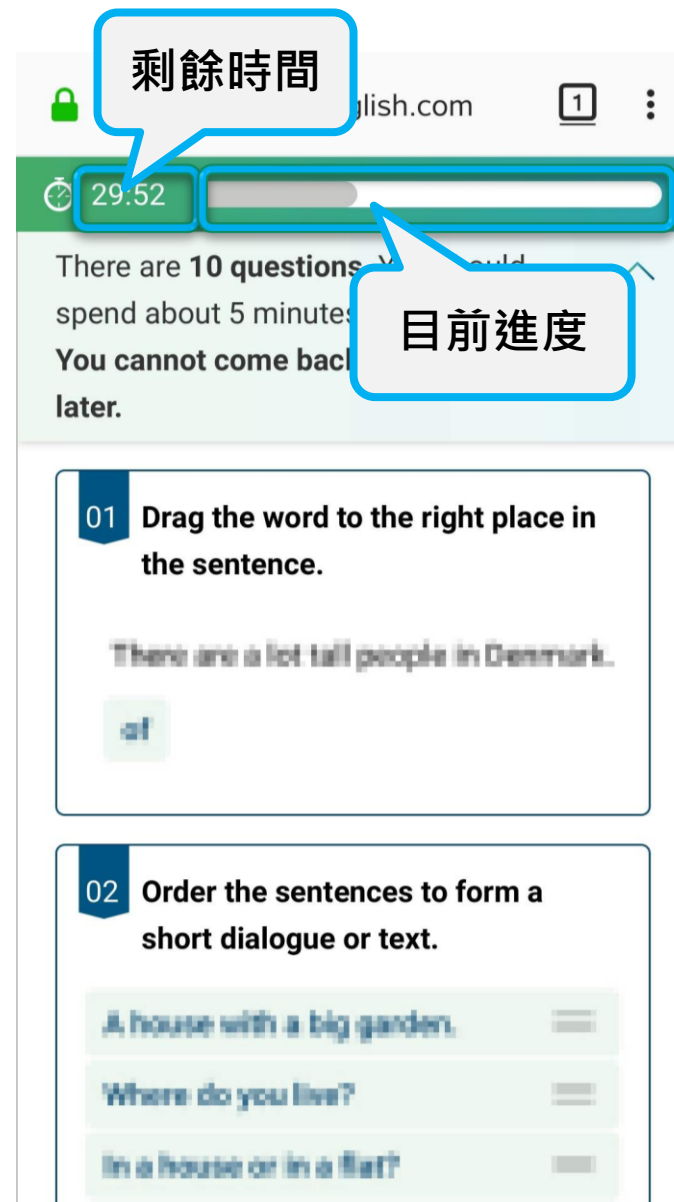 剩餘時間
glish.com
1
29:52
There are 10 questions.
spend about 5 minutes
目前進度
You cannot come back
later.
01 Drag the word to the right place in
the sentence.
There are a lot tall people in Denmark.
of
02 Order the sentences to form a
short dialogue or text.
A house with a big garden.
Where do you live?
In a house or in a flat?